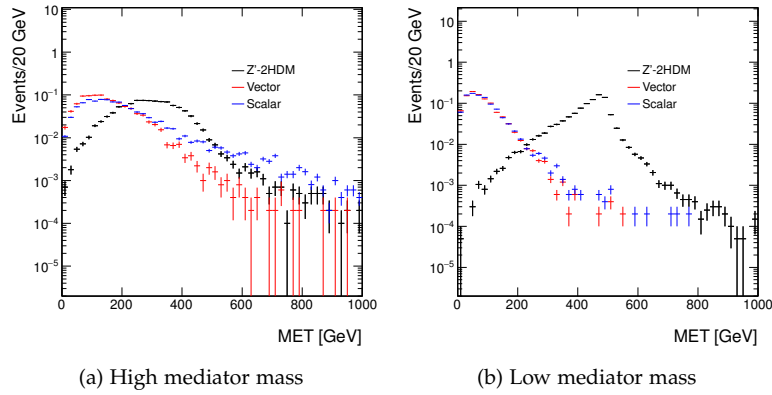 Events/20 GeV
10
1
10⁻¹
10⁻²
10⁻³
10⁻⁴
10⁻⁵
Z'-2HDM
Vector
Scalar
0 200 400 600 800 1000
MET [GeV]
(a) High mediator mass
Events/20 GeV
10
1
10⁻¹
10⁻²
10⁻³
10⁻⁴
10⁻⁵
Z'-2HDM
Vector
Scalar
0 200 400 600 800 1000
MET [GeV]
(b) Low mediator mass